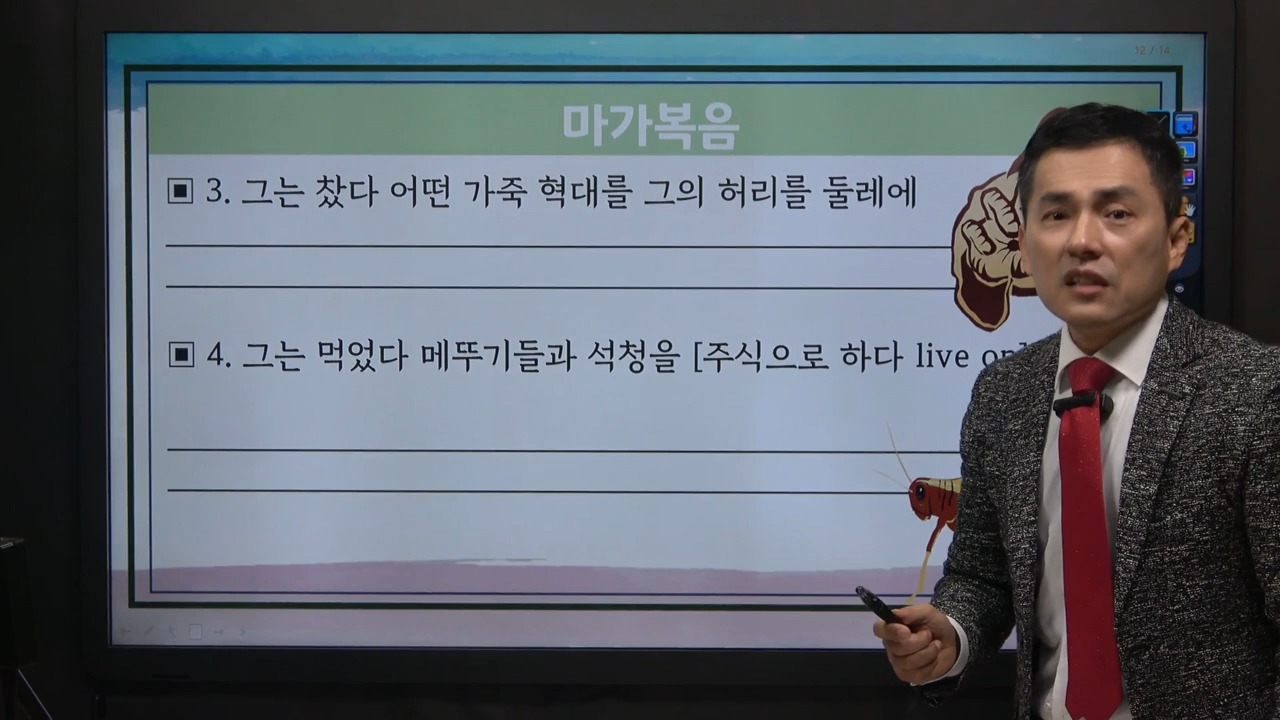 12 / 14
마가복음
▣ 3. 그는 찼다 어떤 가죽 혁대를 그의 허리를 둘레에
▣ 4. 그는 먹었다 메뚜기들과 석청을 [주식으로 하다 live on]